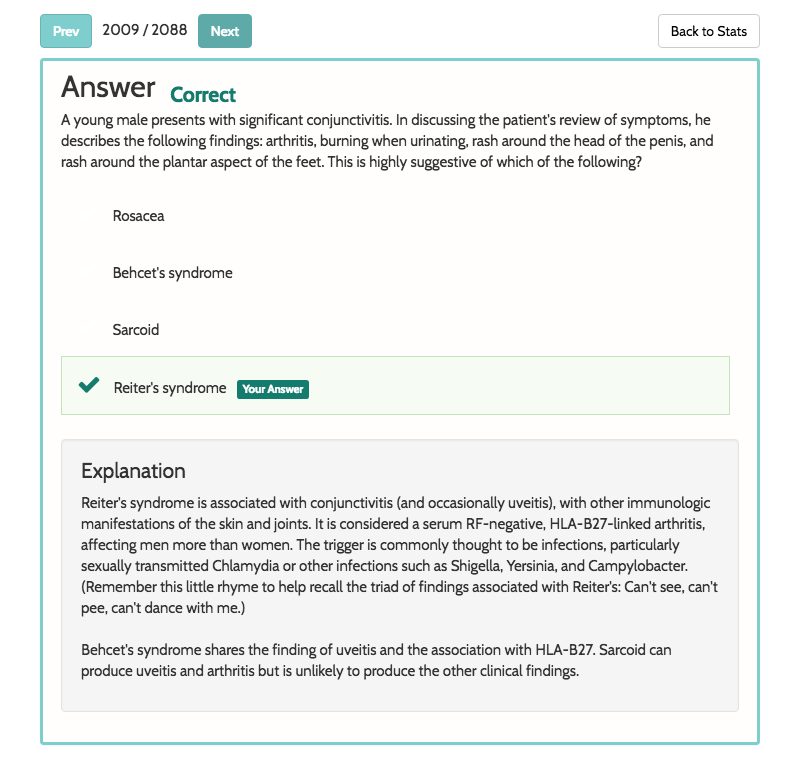 Prev 2009 / 2088 Next Back to Stats
Answer Correct
A young male presents with significant conjunctivitis. In discussing the patient's review of symptoms, he
describes the following findings: arthritis, burning when urinating, rash around the head of the penis, and
rash around the plantar aspect of the feet. This is highly suggestive of which of the following?
Rosacea
Behcet's syndrome
Sarcoid
Reiter's syndrome Your Answer
Explanation
Reiter's syndrome is associated with conjunctivitis (and occasionally uveitis), with other immunologic
manifestations of the skin and joints. It is considered a serum RF-negative, HLA-B27-linked arthritis,
affecting men more than women. The trigger is commonly thought to be infections, particularly
sexually transmitted Chlamydia or other infections such as Shigella, Yersinia, and Campylobacter.
(Remember this little rhyme to help recall the triad of findings associated with Reiter's: Can't see, can't
pee, can't dance with me.)
Behcet's syndrome shares the finding of uveitis and the association with HLA-B27. Sarcoid can
produce uveitis and arthritis but is unlikely to produce the other clinical findings.